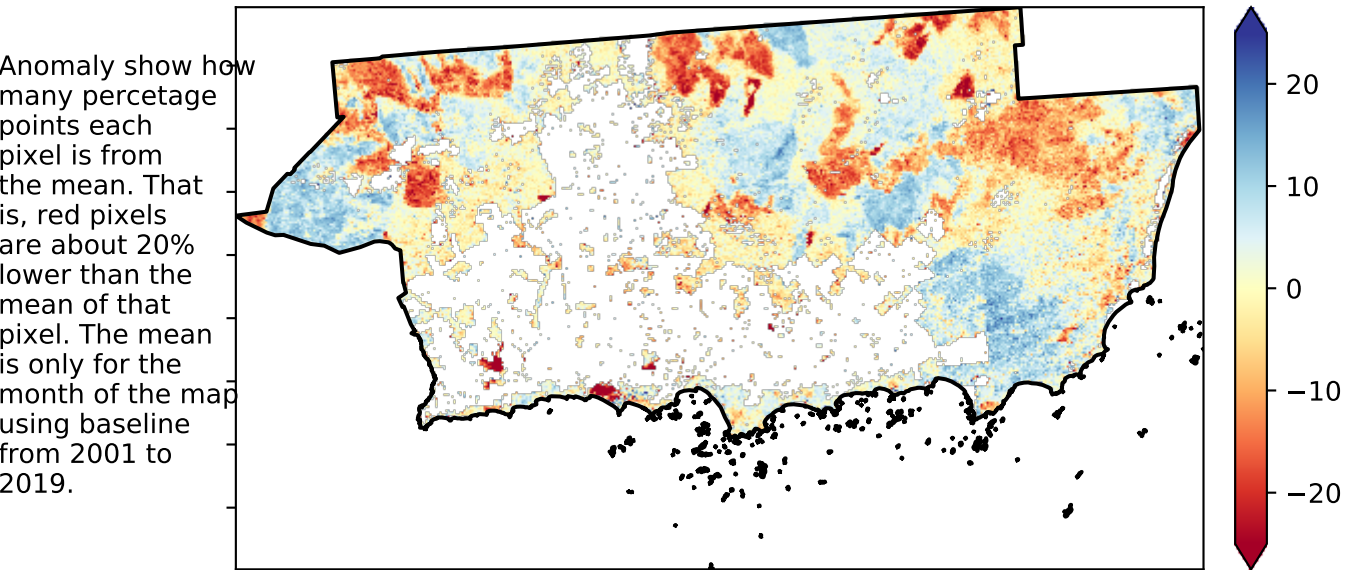 Anomaly show how
many percetage
points each
pixel is from
the mean. That
is, red pixels
are about 20%
lower than the
mean of that
pixel. The mean
is only for the
month of the map
using baseline
from 2001 to
2019.
20
10
0
−10
−20